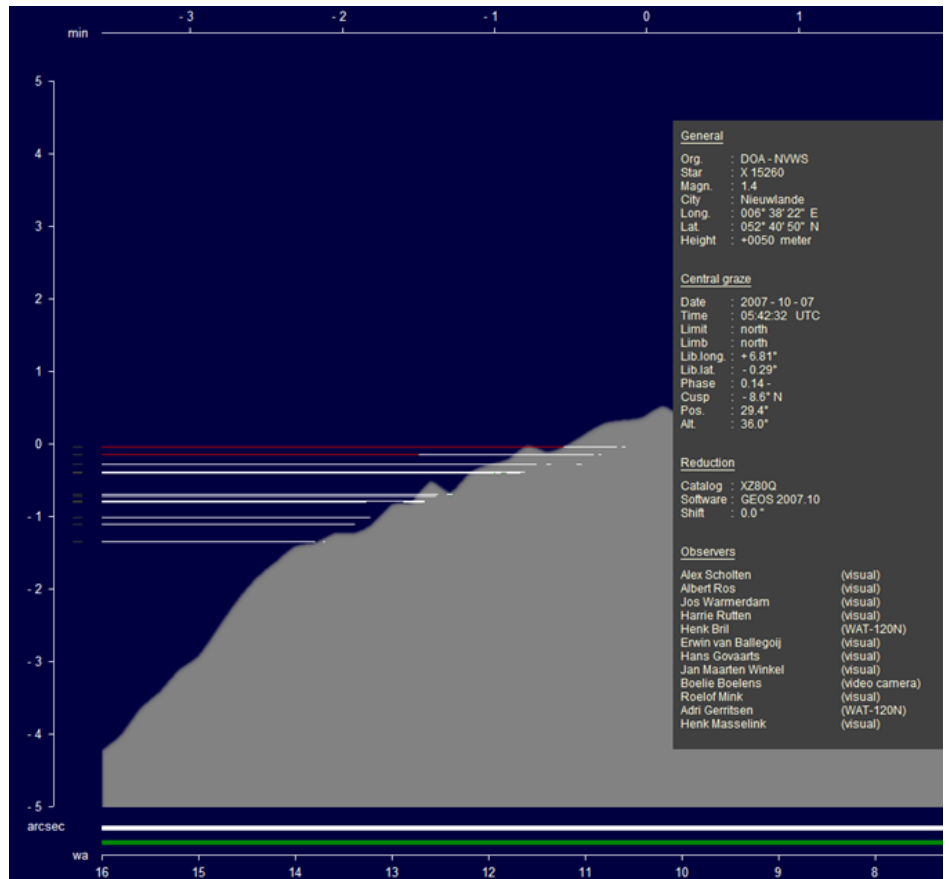 - 3 - 2 - 1 0 1
min
5
4
3
2
1
0
- 1
- 2
- 3
- 4
- 5
arcsec
wa
16 15 14 13 12 11 10 9 8
General
Org. : DOA - NVWS
Star : X 15260
Magn. : 1.4
City : Nieuwlande
Long. : 006° 38' 22" E
Lat. : 052° 40' 50" N
Height : +0050 meter
Central graze
Date : 2007 - 10 - 07
Time : 05:42:32 UTC
Limit : north
Limb : north
Lib.long. : + 6.81°
Lib.lat. : - 0.29°
Phase : 0.14 -
Cusp : - 8.6° N
Pos. : 29.4°
Alt. : 36.0°
Reduction
Catalog : XZ80Q
Software : GEOS 2007.10
Shift : 0.0 "
Observers
Alex Scholten (visual)
Albert Ros (visual)
Jos Warmerdam (visual)
Harrie Rutten (visual)
Henk Bril (WAT-120N)
Erwin van Ballegoij (visual)
Hans Govaarts (visual)
Jan Maarten Winkel (visual)
Boelie Boelens (video camera)
Roelof Mink (visual)
Adri Gerritsen (WAT-120N)
Henk Masselink (visual)